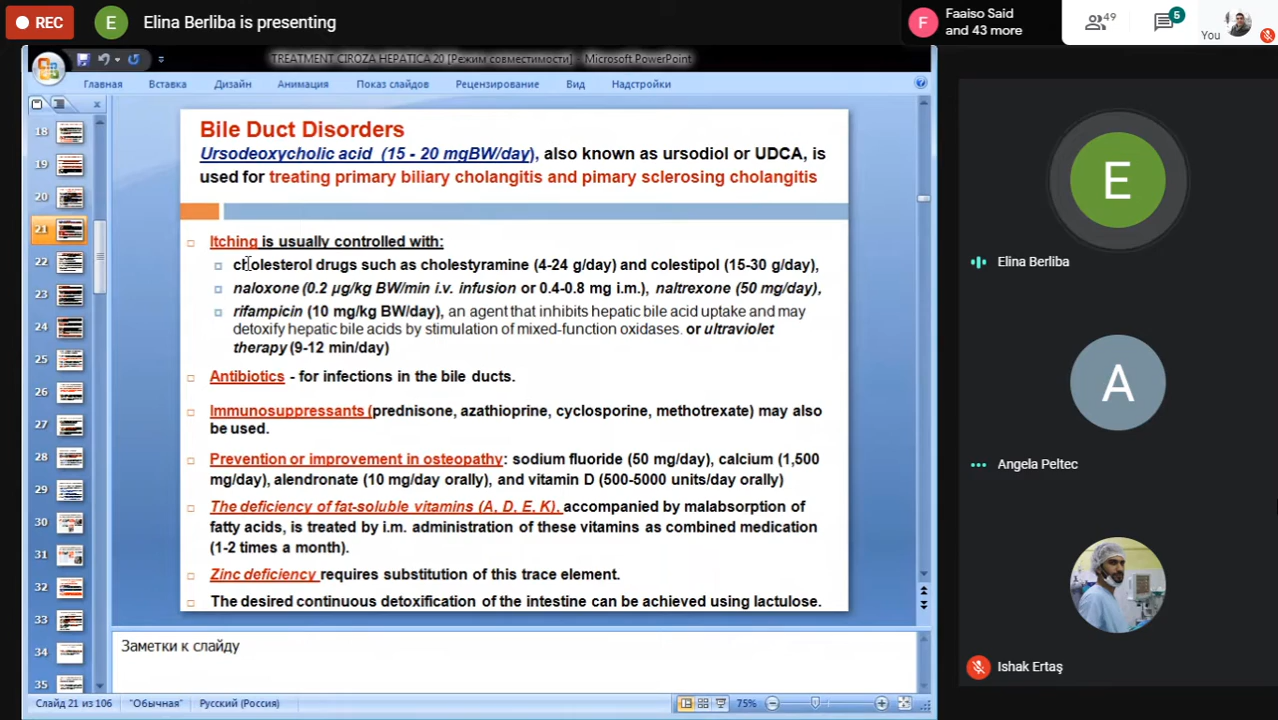 REC
E
Elina Berliba is presenting
F
Faaiso Said
and 43 more
49
5
You
TREATMENT CIROZA HEPATICA 20 [Режим совместимости] - Microsoft PowerPoint
Главная Вставка Дизайн Анимация Показ слайдов Рецензирование Вид Надстройки
18
19
20
21
22
23
24
25
26
27
28
29
30
31
32
33
34
35
Bile Duct Disorders
Ursodeoxycholic acid (15 - 20 mgBW/day), also known as ursodiol or UDCA, is
used for treating primary biliary cholangitis and pimary sclerosing cholangitis
Itching is usually controlled with:
cholesterol drugs such as cholestyramine (4-24 g/day) and colestipol (15-30 g/day),
naloxone (0.2 µg/kg BW/min i.v. infusion or 0.4-0.8 mg i.m.), naltrexone (50 mg/day),
rifampicin (10 mg/kg BW/day), an agent that inhibits hepatic bile acid uptake and may
detoxify hepatic bile acids by stimulation of mixed-function oxidases. or ultraviolet
therapy (9-12 min/day)
Antibiotics - for infections in the bile ducts.
Immunosuppressants (prednisone, azathioprine, cyclosporine, methotrexate) may also
be used.
Prevention or improvement in osteopathy: sodium fluoride (50 mg/day), calcium (1,500
mg/day), alendronate (10 mg/day orally), and vitamin D (500-5000 units/day orally)
The deficiency of fat-soluble vitamins (A, D, E, K), accompanied by malabsorption of
fatty acids, is treated by i.m. administration of these vitamins as combined medication
(1-2 times a month).
Zinc deficiency requires substitution of this trace element.
The desired continuous detoxification of the intestine can be achieved using lactulose.
Заметки к слайду
Слайд 21 из 106 "Обычная" Русский (Россия) 75%
E
Elina Berliba
A
Angela Peltec
Ishak Ertaş